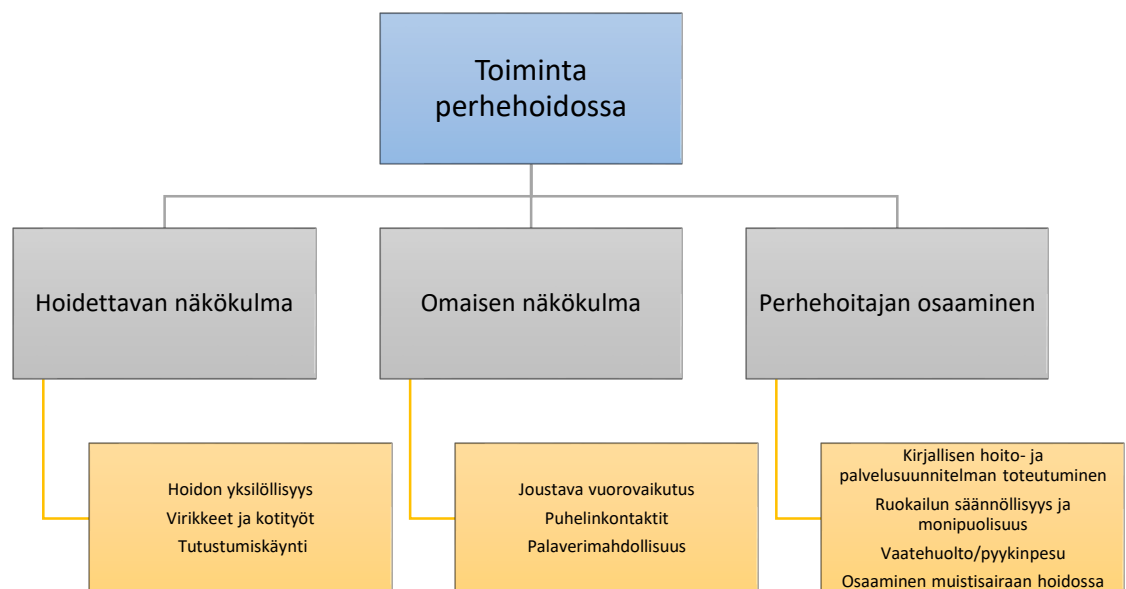 Toiminta
perhehoidossa
Hoidettavan näkökulma
Omaisen näkökulma
Perhehoitajan osaaminen
Hoidon yksilöllisyys
Virikkeet ja kotityöt
Tutustumiskäynti
Joustava vuorovaikutus
Puhelinkontaktit
Palaverimahdollisuus
Kirjallisen hoito- ja
palvelusuunnitelman toteutuminen
Ruokailun säännöllisyys ja
monipuolisuus
Vaatehuolto/pyykinpesu
Osaaminen muistisairaan hoidossa